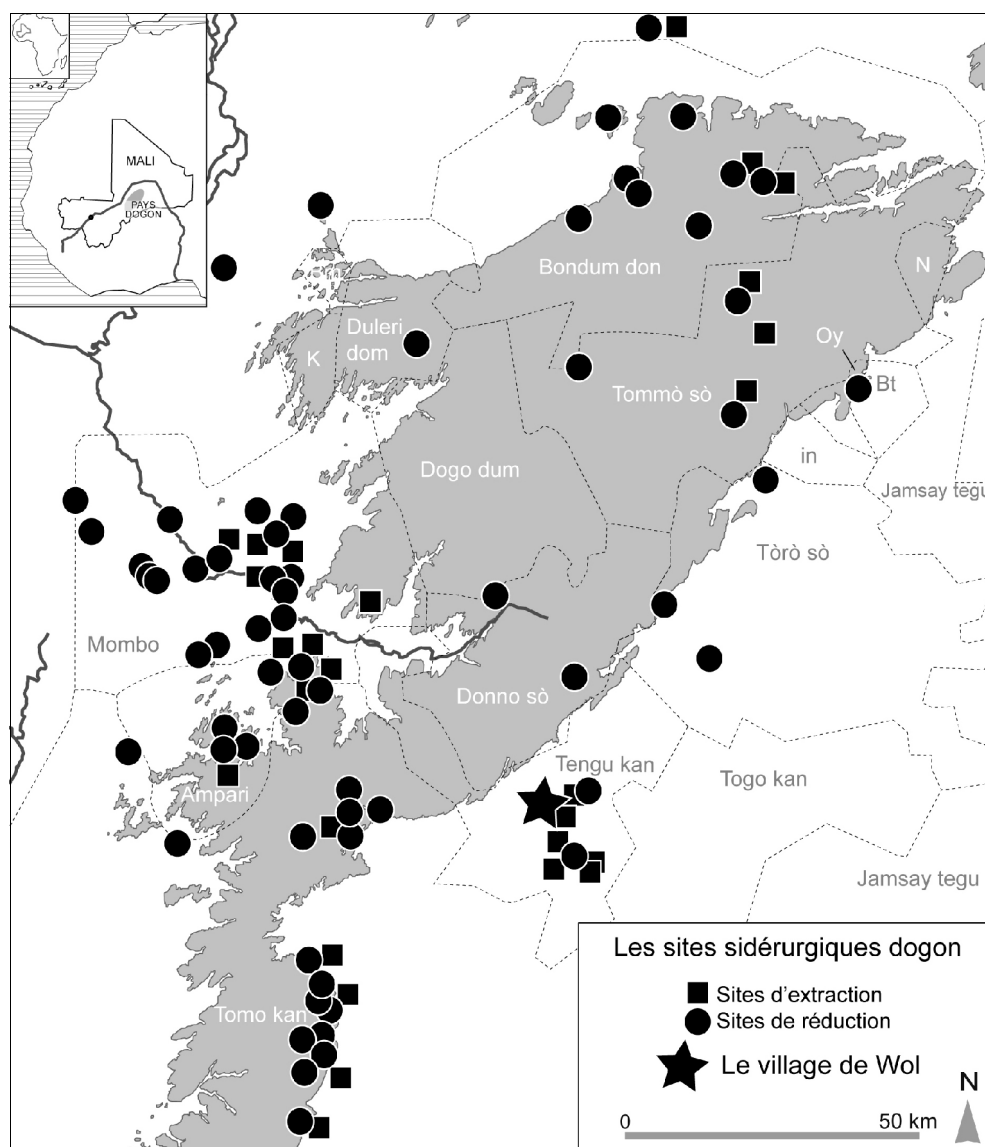 MALI
PAYS
DOGON
Bondum don
N
K
Duleri
dom
Oy
Bt
Tommò sò
Dogo dum
in
Jamsay tegu
Tòrò sò
Mombo
Donno sò
Tengu kan
Togo kan
Ampari
Jamsay tegu
Tomo kan
Les sites sidérurgiques dogon
Sites d'extraction
Sites de réduction
Le village de Wol
N
0
50 km